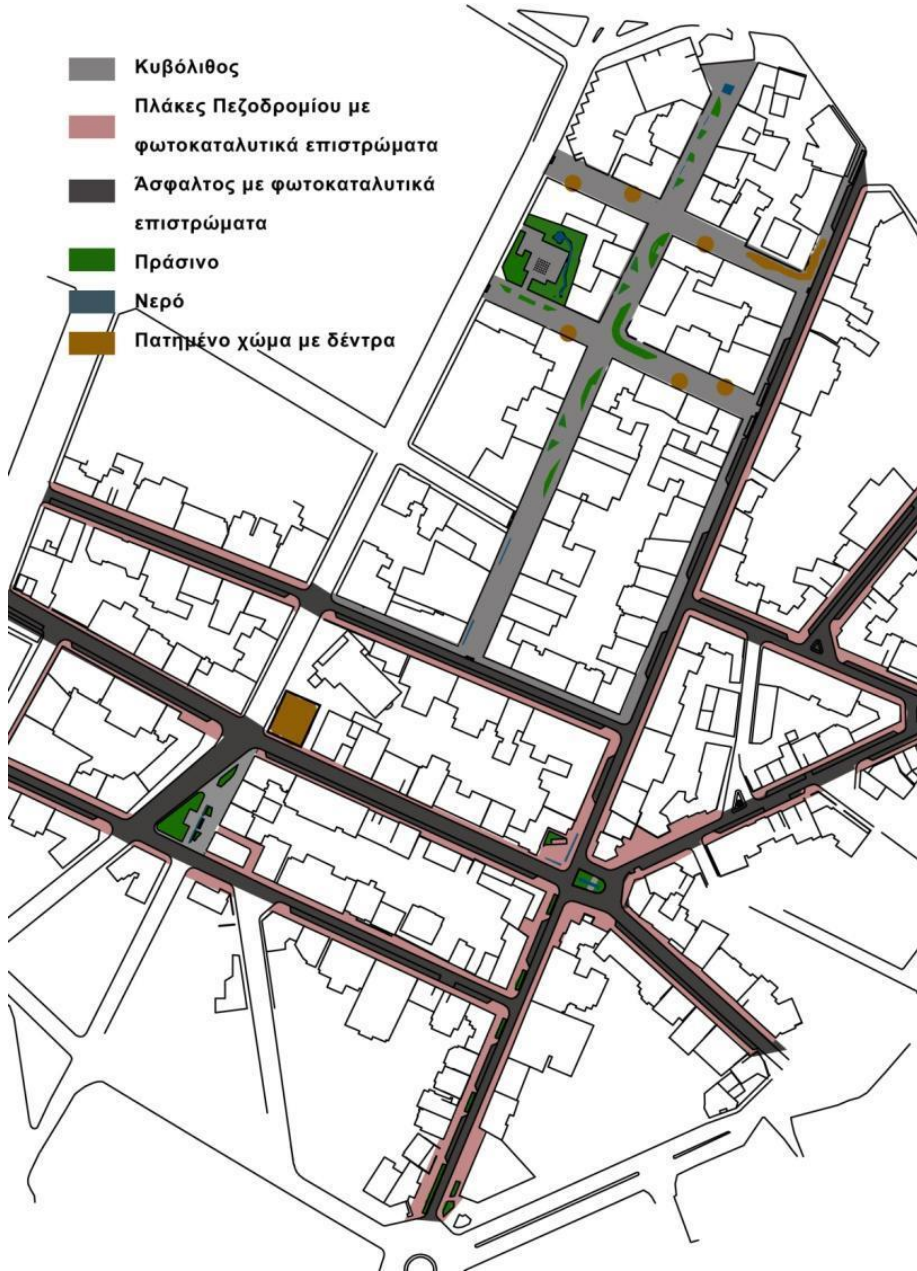 Κυβόλιθος
Πλάκες Πεζοδρομίου με
φωτοκαταλυτικά επιστρώματα
Άσφαλτος με φωτοκαταλυτικά
επιστρώματα
Πράσινο
Νερό
Πατημένο χώμα με δέντρα